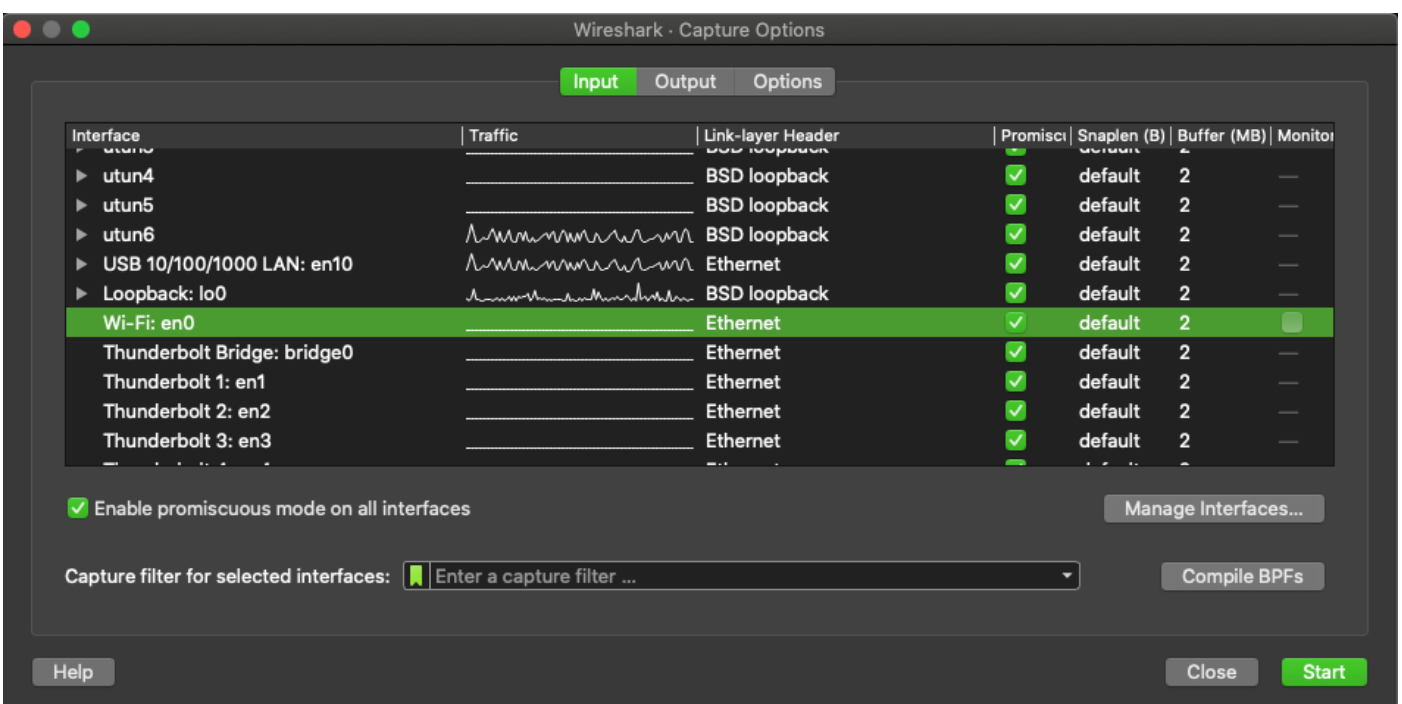 Wireshark · Capture Options
Input Output Options
Interface Traffic Link-layer Header Promiscu Snaplen (B) Buffer (MB) Monitor
utun4 BSD loopback default 2 —
utun5 BSD loopback default 2 —
utun6 BSD loopback default 2 —
USB 10/100/1000 LAN: en10 Ethernet default 2 —
Loopback: lo0 BSD loopback default 2 —
Wi-Fi: en0 Ethernet default 2
Thunderbolt Bridge: bridge0 Ethernet default 2 —
Thunderbolt 1: en1 Ethernet default 2 —
Thunderbolt 2: en2 Ethernet default 2 —
Thunderbolt 3: en3 Ethernet default 2 —
Enable promiscuous mode on all interfaces
Manage Interfaces...
Capture filter for selected interfaces: Enter a capture filter ...
Compile BPFs
Help Close Start